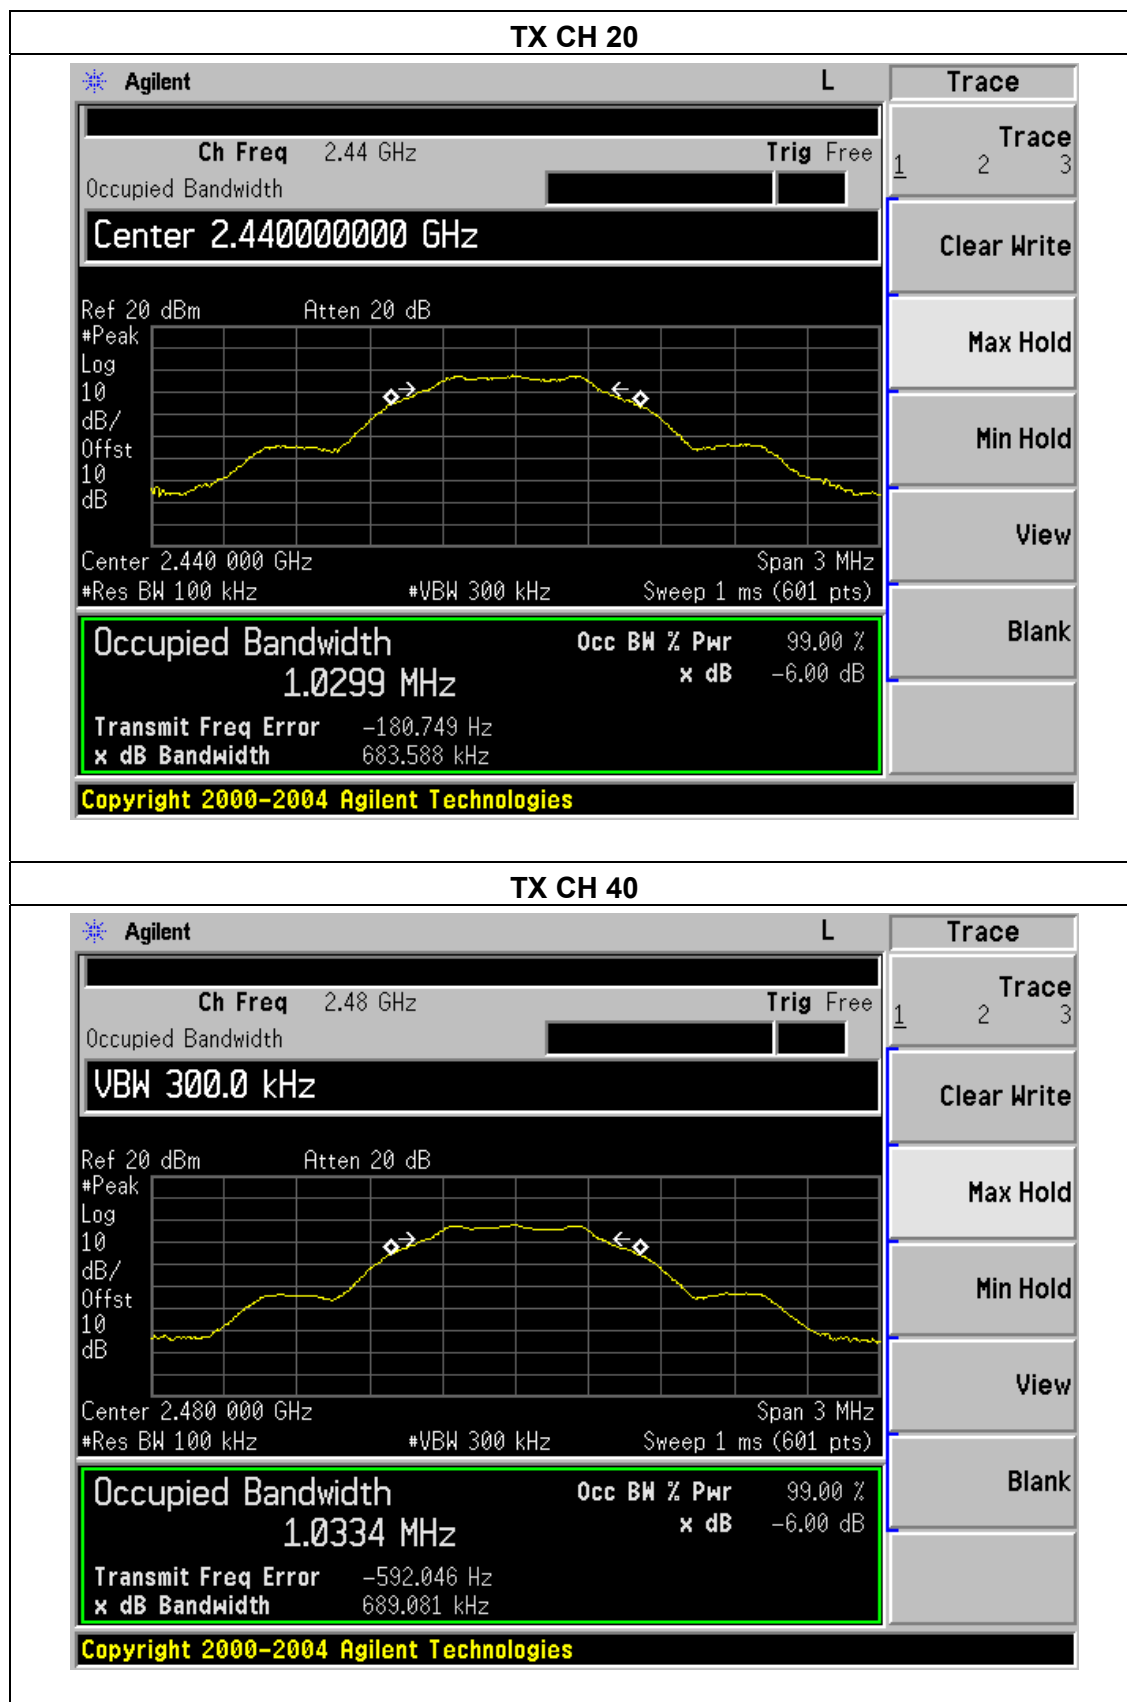 TX CH 20
Agilent L Trace
Ch Freq 2.44 GHz Trig Free
Occupied Bandwidth
Trace
1 2 3
Center 2.440000000 GHz
Clear Write
Ref 20 dBm Atten 20 dB
#Peak
Log
10
dB/
Offst
10
dB
Max Hold
Min Hold
Center 2.440 000 GHz Span 3 MHz
#Res BW 100 kHz #VBW 300 kHz Sweep 1 ms (601 pts)
View
Occupied Bandwidth Occ BW % Pwr 99.00 %
1.0299 MHz x dB -6.00 dB
Blank
Transmit Freq Error -180.749 Hz
x dB Bandwidth 683.588 kHz
Copyright 2000-2004 Agilent Technologies
TX CH 40
Agilent L Trace
Ch Freq 2.48 GHz Trig Free
Occupied Bandwidth
Trace
1 2 3
VBW 300.0 kHz
Clear Write
Ref 20 dBm Atten 20 dB
#Peak
Log
10
dB/
Offst
10
dB
Max Hold
Min Hold
Center 2.480 000 GHz Span 3 MHz
#Res BW 100 kHz #VBW 300 kHz Sweep 1 ms (601 pts)
View
Occupied Bandwidth Occ BW % Pwr 99.00 %
1.0334 MHz x dB -6.00 dB
Blank
Transmit Freq Error -592.046 Hz
x dB Bandwidth 689.081 kHz
Copyright 2000-2004 Agilent Technologies